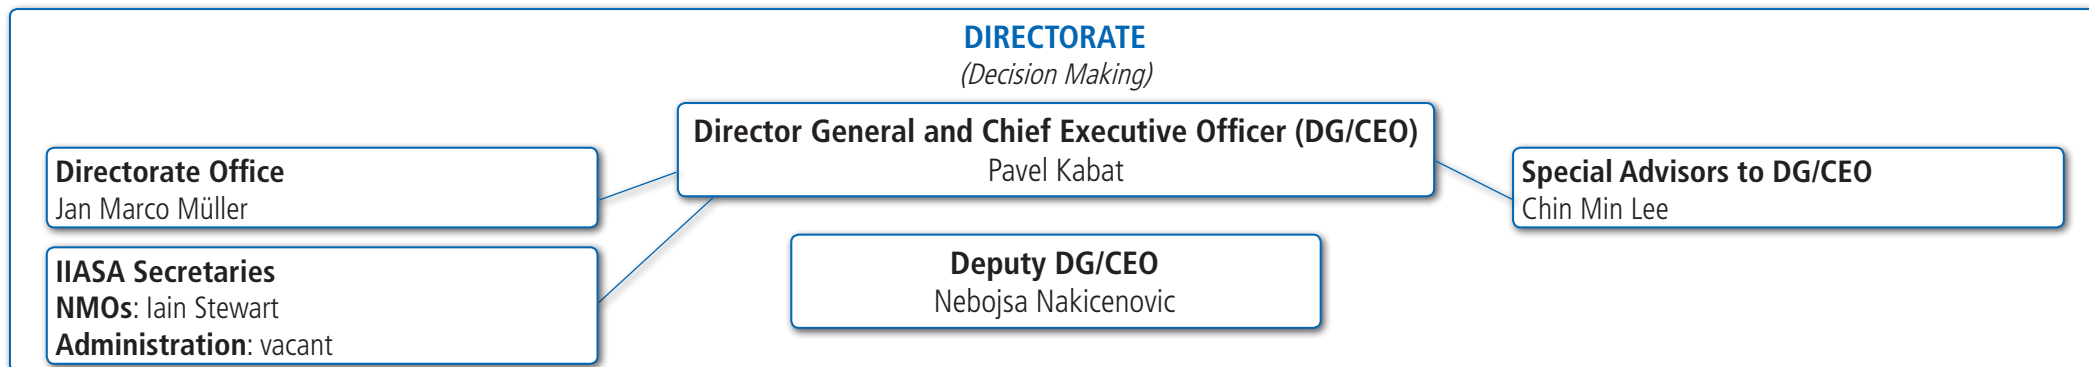 DIRECTORATE
(Decision Making)
Director General and Chief Executive Officer (DG/CEO)
Pavel Kabat
Directorate Office
Jan Marco Müller
Special Advisors to DG/CEO
Chin Min Lee
IIASA Secretaries
NMOs: Iain Stewart
Administration: vacant
Deputy DG/CEO
Nebojsa Nakicenovic